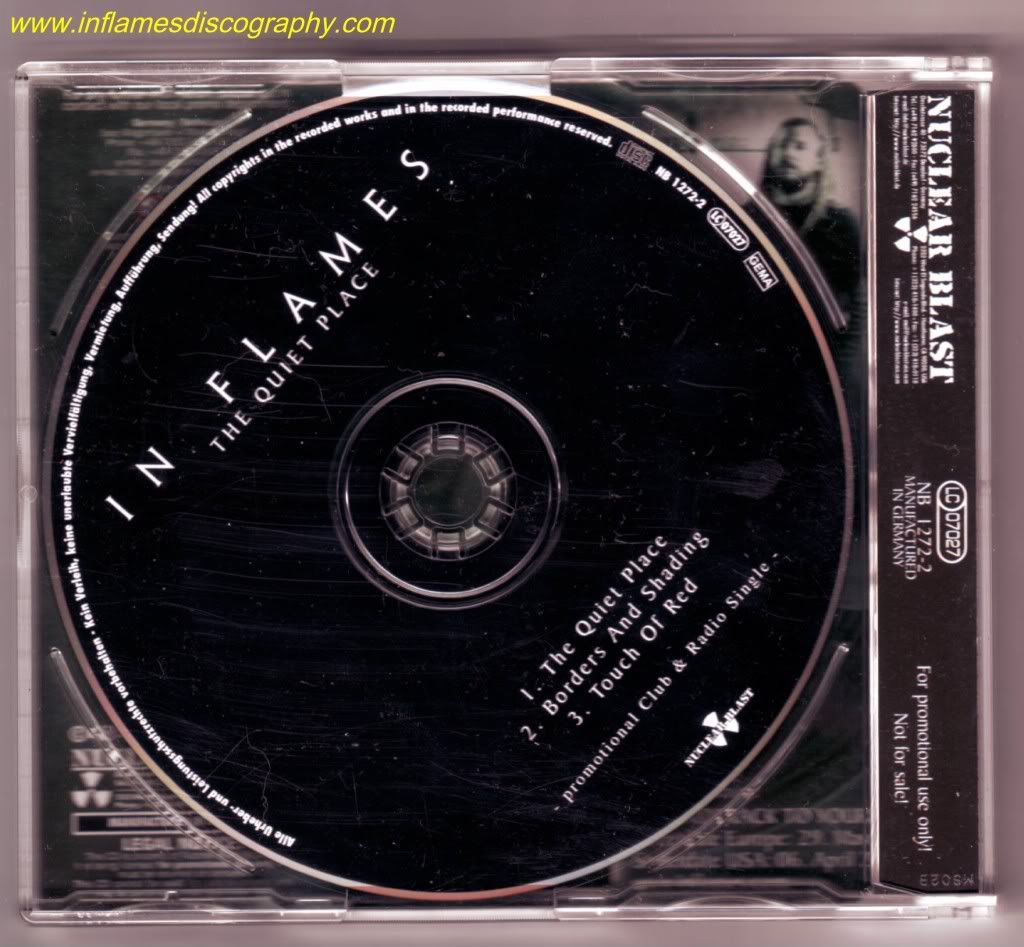 www.inflamesdiscography.com
Alle Urheber- und Leistungsschutzrechte vorbehalten - Kein Verleih, keine unerlaubte Vervielfältigung, Vermietung, Aufführung, Sendung! All copyrights in the recorded works and in the recorded performance reserved.
NB 1272-2
LC 07027
GEMA
IN FLAMES
THE QUIET PLACE
1. The Quiet Place
2. Borders And Shading
3. Touch Of Red
- promotional Club & Radio Single -
NUCLEAR BLAST
NUCLEAR BLAST
LC 07027
NB 1272-2
MANUFACTURED
IN GERMANY
For promotional use only!
Not for sale!
MS023